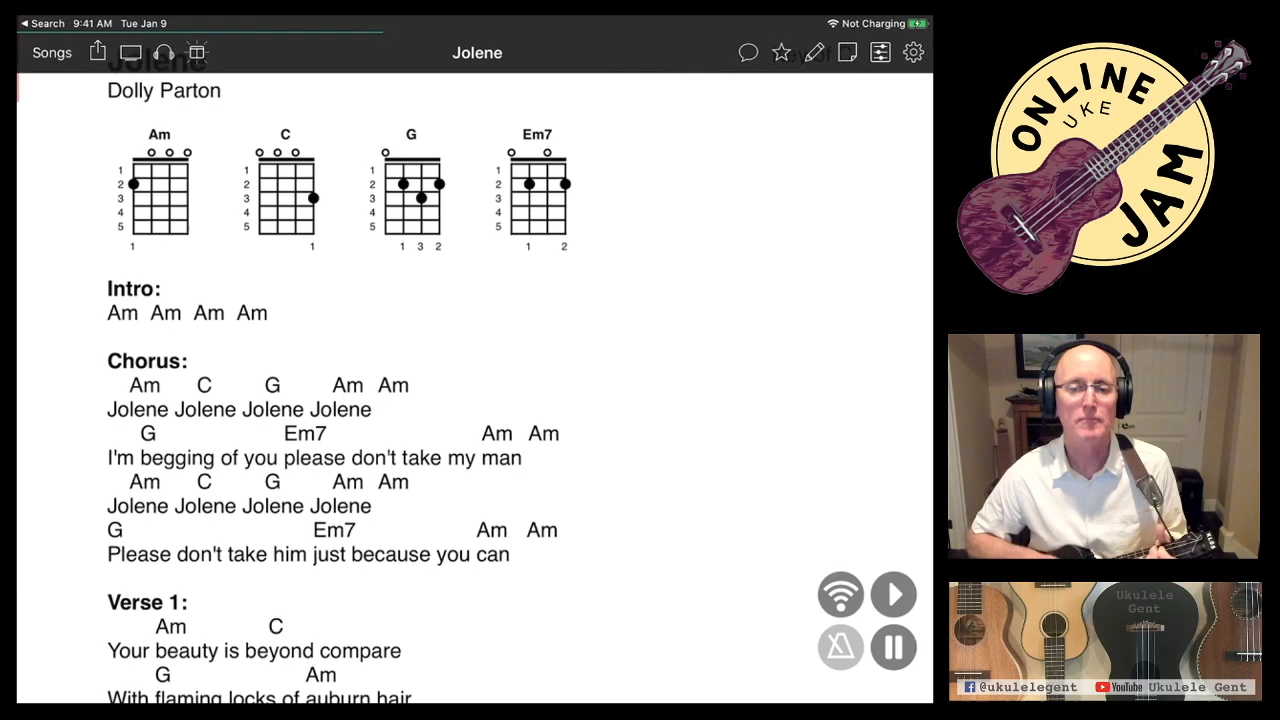 Search 9:41 AM Tue Jan 9
Not Charging
Songs
Jolene
Jolene
Dolly Parton
Am C G Em7
1 1 1 1
2 2 2 2
3 3 3 3
4 4 4 4
5 5 5 5
1 1 1 3 2 1 2
Intro:
Am Am Am Am
Chorus:
Am C G Am Am
Jolene Jolene Jolene Jolene
G Em7 Am Am
I'm begging of you please don't take my man
Am C G Am Am
Jolene Jolene Jolene Jolene
G Em7 Am Am
Please don't take him just because you can
Verse 1:
Am C
Your beauty is beyond compare
G Am
With flaming locks of auburn hair
ONLINE
UKE
JAM
Ukulele
Gent
@ukulelegent YouTube Ukulele Gent